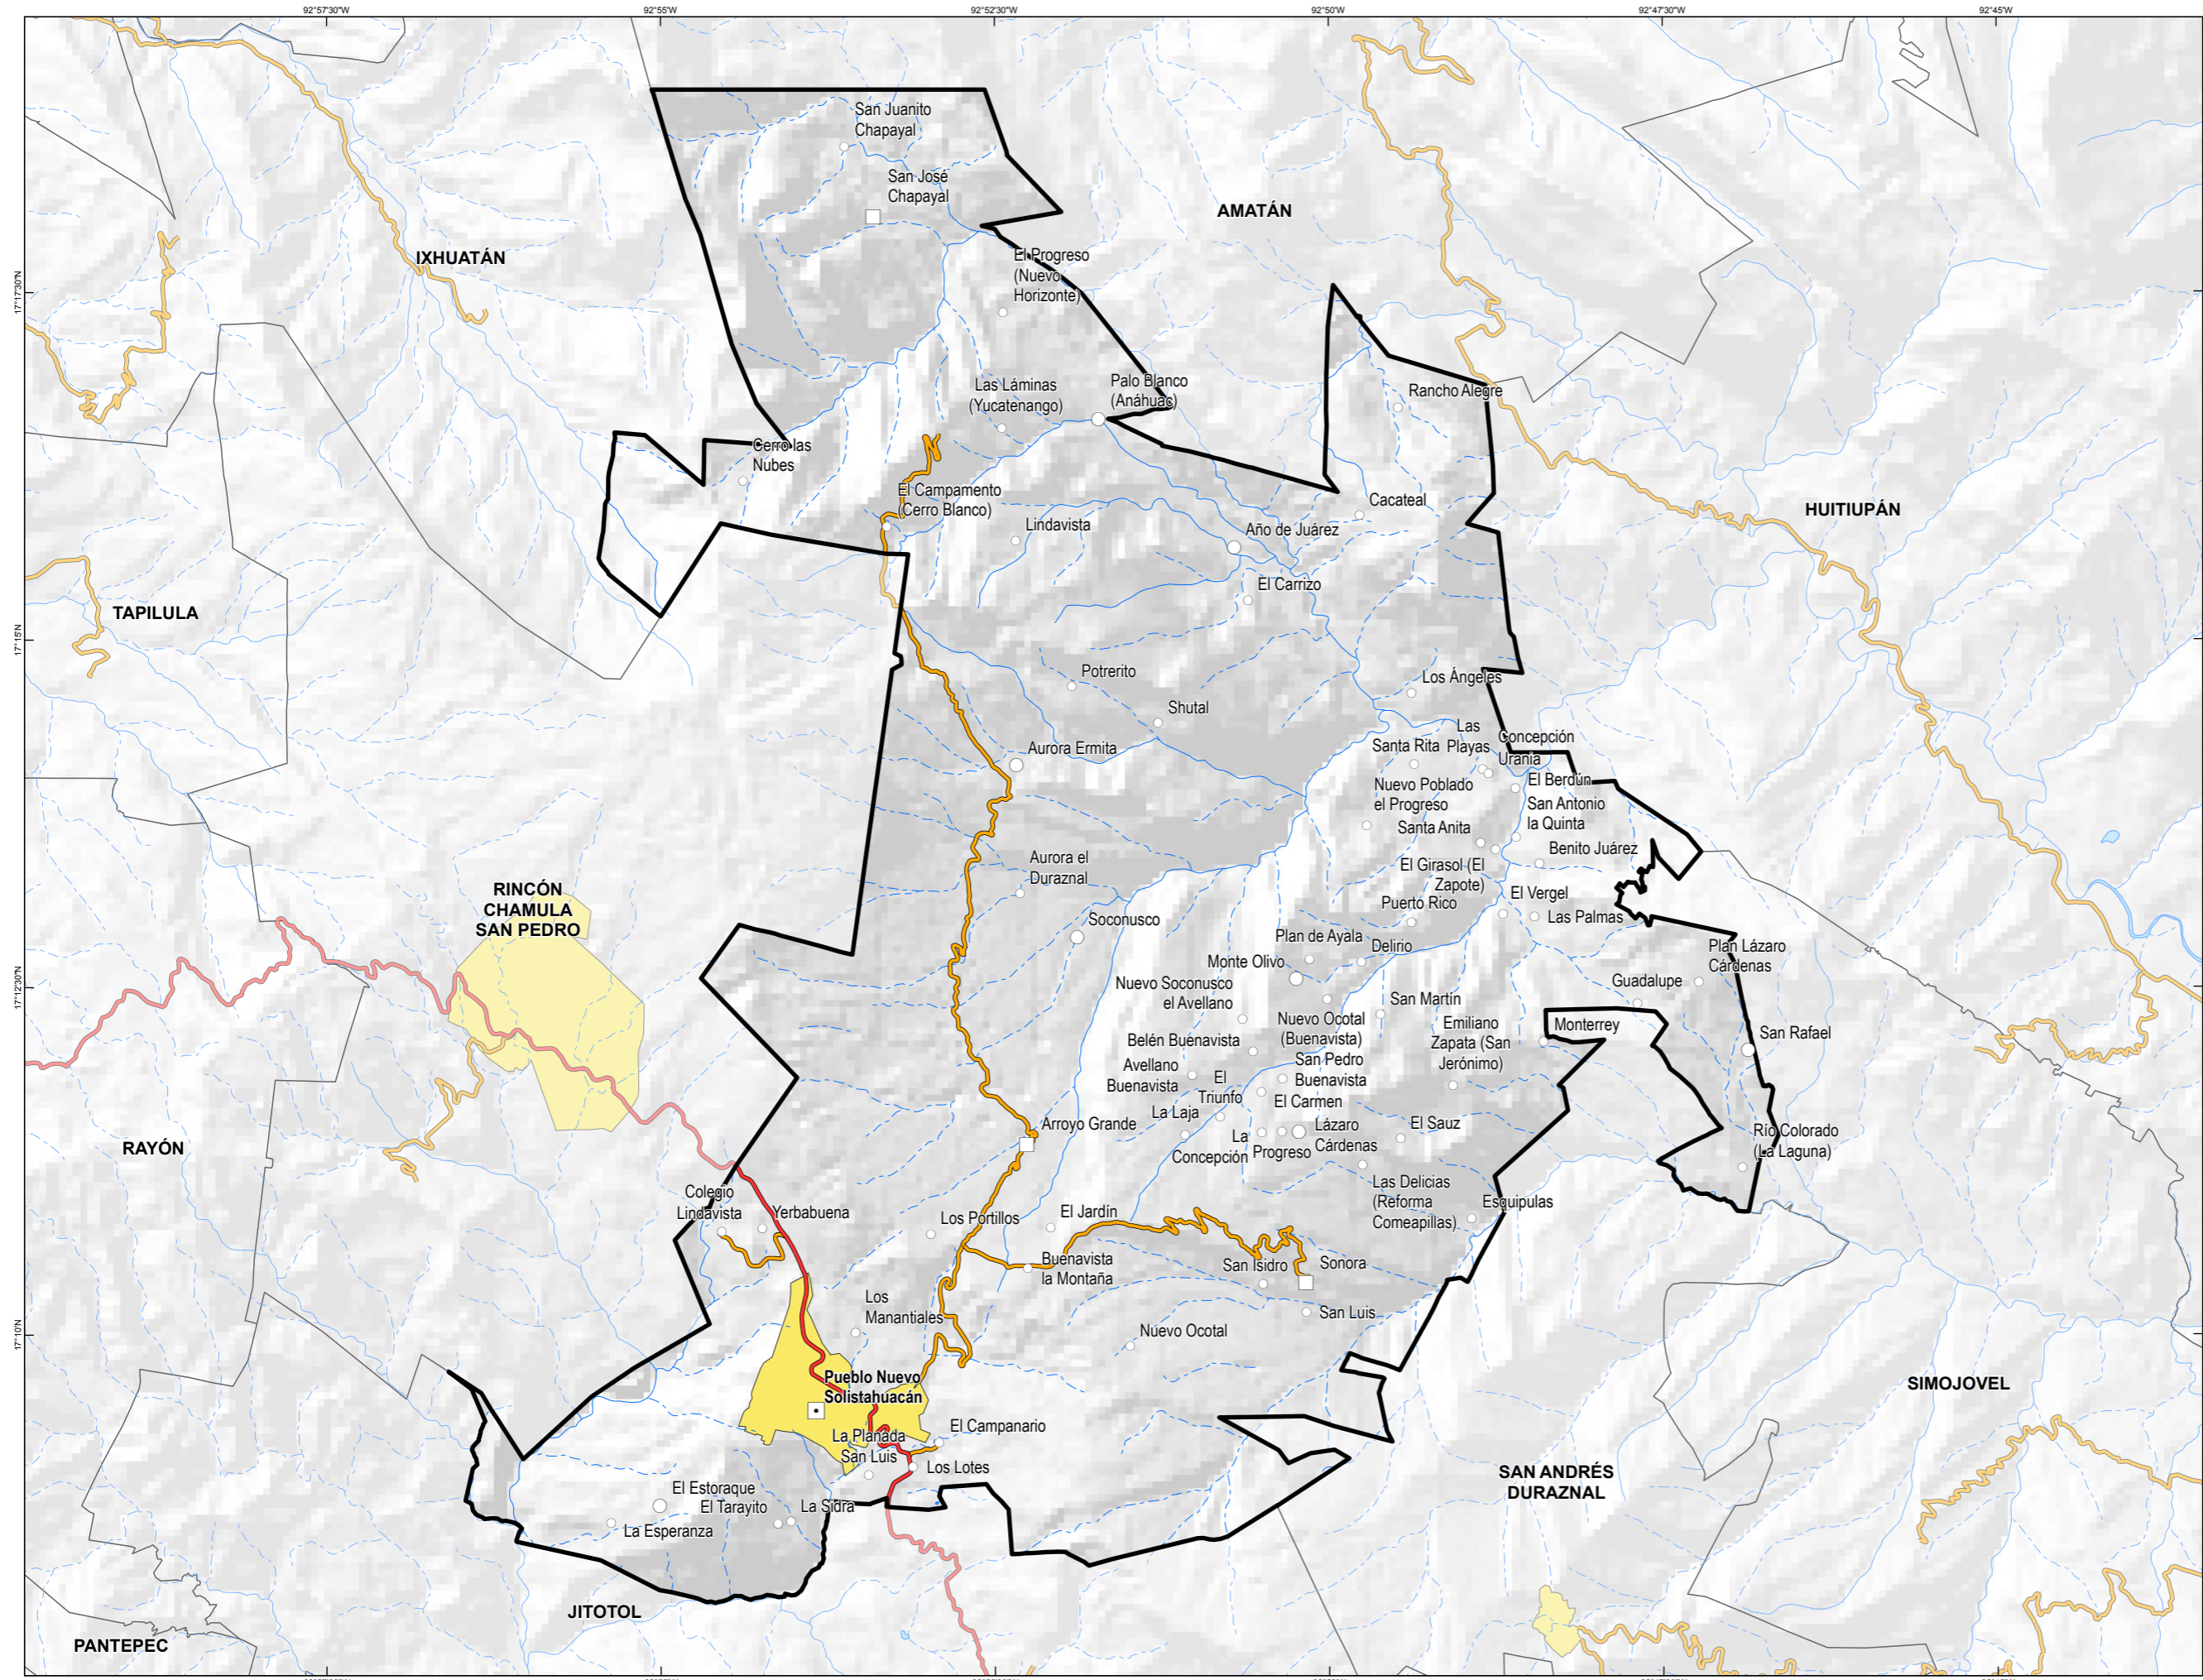 92°57'30"W
92°55'W
92°52'30"W
92°50'W
92°47'30"W
92°45'W
San Juanito
Chapayal
San José
Chapayal
AMATÁN
IXHUATÁN
El Progreso
(Nuevo
Horizonte)
17°17'30"N
Las Láminas
(Yucatenango)
Palo Blanco
(Anáhuac)
Rancho Alegre
Cerro las
Nubes
El Campamento
(Cerro Blanco)
Lindavista
Cacateal
Año de Juárez
HUITIUPÁN
El Carrizo
TAPILULA
17°15'N
Potrerito
Shutal
Los Ángeles
Aurora Ermita
Santa Rita
Las
Playas
Concepción
Urania
El Berdún
Nuevo Poblado
el Progreso
San Antonio
la Quinta
Santa Anita
Benito Juárez
Aurora el
Duraznal
El Girasol (El
Zapote)
El Vergel
RINCÓN
CHAMULA
SAN PEDRO
Puerto Rico
Las Palmas
Soconusco
Plan de Ayala
Delirio
Plan Lázaro
Cárdenas
Monte Olivo
Guadalupe
17°12'30"N
Nuevo Soconusco
el Avellano
San Martín
Nuevo Ocotal
(Buenavista)
Emiliano
Zapata (San
Jerónimo)
Monterrey
San Rafael
Belén Buenavista
San Pedro
Buenavista
Avellano
Buenavista
El
Triunfo
El Carmen
La Laja
Arroyo Grande
La
Concepción
Progreso
Lázaro
Cárdenas
El Sauz
Río Colorado
(La Laguna)
RAYÓN
Las Delicias
(Reforma
Comeapillas)
Esquipulas
Colegio
Lindavista
Yerbabuena
Los Portillos
El Jardín
Buenavista
la Montaña
San Isidro
Sonora
Los
Manantiales
San Luis
17°10'N
Nuevo Ocotal
Pueblo Nuevo
Solistahuacán
SIMOJOVEL
La Planada
San Luis
El Campanario
Los Lotes
SAN ANDRÉS
DURAZNAL
El Estoraque
El Tarayito
La Sidra
La Esperanza
JITOTOL
PANTEPEC